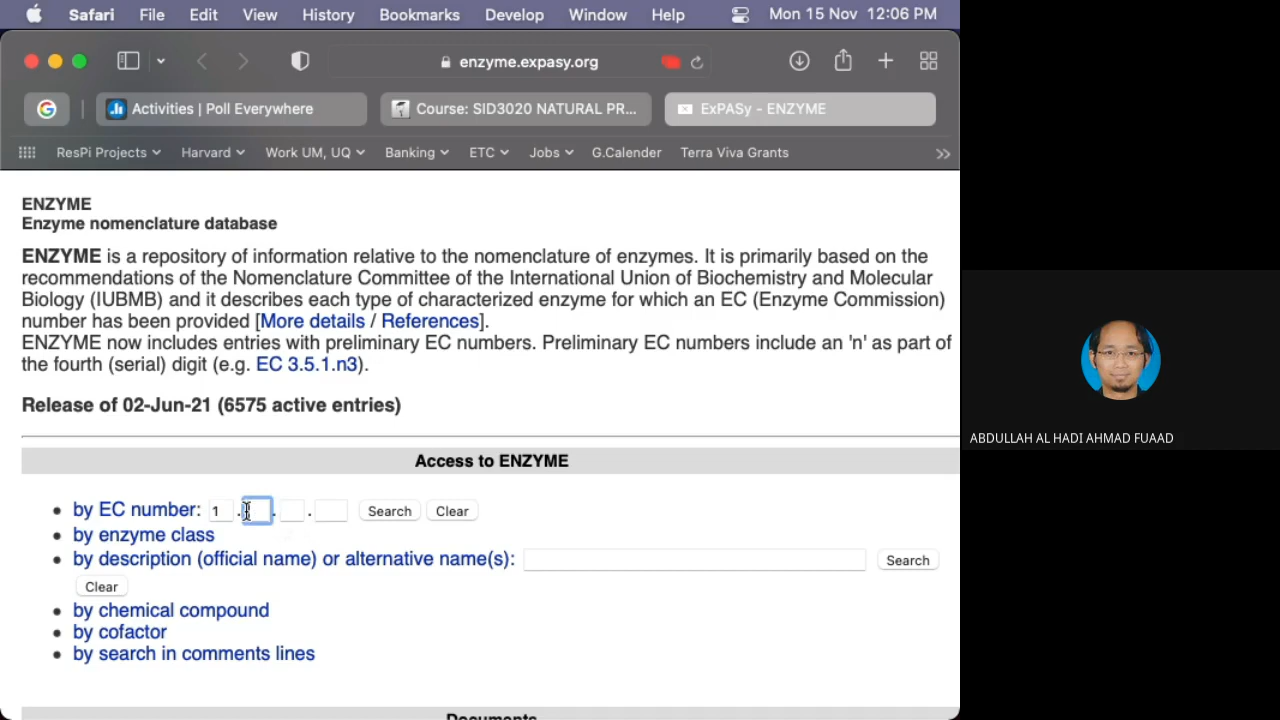 Safari File Edit View History Bookmarks Develop Window Help Mon 15 Nov 12:06 PM
enzyme.expasy.org
Activities | Poll Everywhere Course: SID3020 NATURAL PR... ExPASy - ENZYME
ResPi Projects Harvard Work UM, UQ Banking ETC Jobs G.Calender Terra Viva Grants
ENZYME
Enzyme nomenclature database
ENZYME is a repository of information relative to the nomenclature of enzymes. It is primarily based on the
recommendations of the Nomenclature Committee of the International Union of Biochemistry and Molecular
Biology (IUBMB) and it describes each type of characterized enzyme for which an EC (Enzyme Commission)
number has been provided [More details / References].
ENZYME now includes entries with preliminary EC numbers. Preliminary EC numbers include an 'n' as part of
the fourth (serial) digit (e.g. EC 3.5.1.n3).
Release of 02-Jun-21 (6575 active entries)
Access to ENZYME
by EC number: 1 . . . Search Clear
by enzyme class
by description (official name) or alternative name(s): Search
Clear
by chemical compound
by cofactor
by search in comments lines
Documents
ABDULLAH AL HADI AHMAD FUAAD